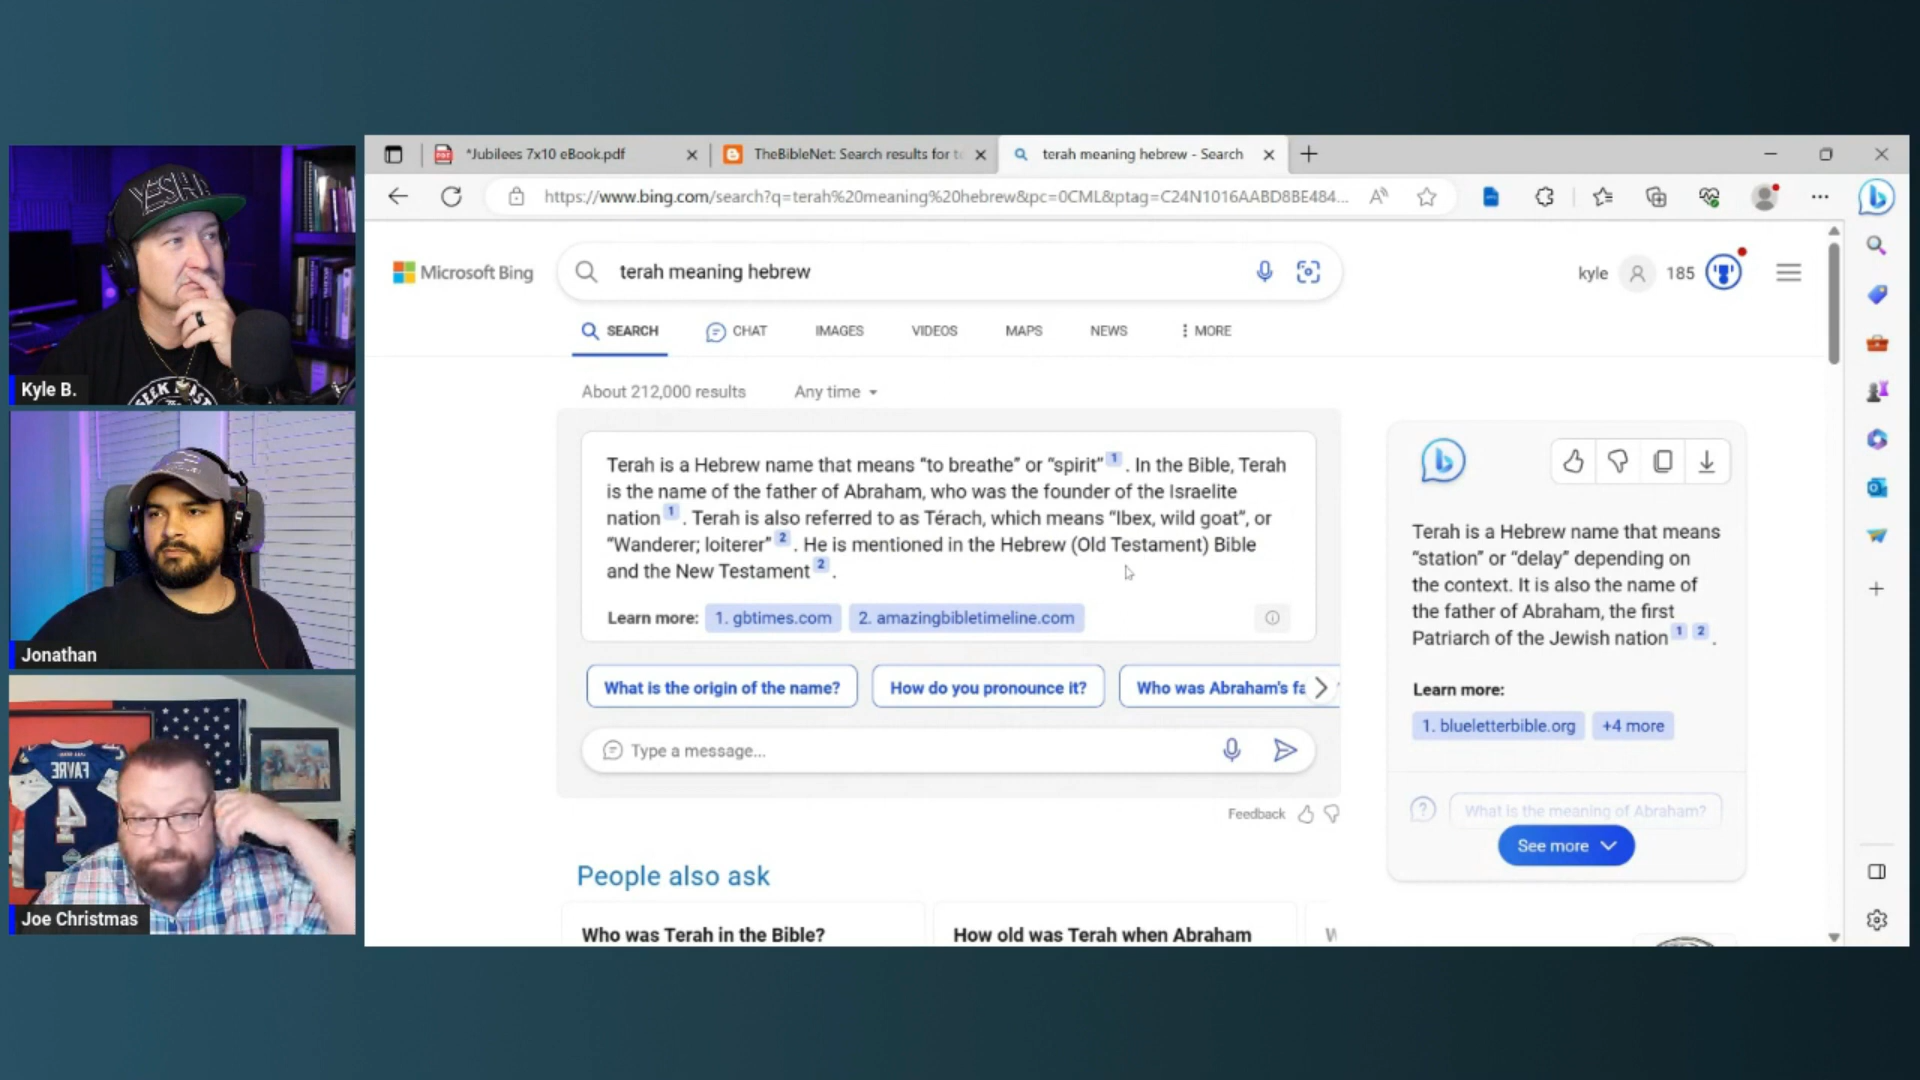 YESHUA
SEEK MAST
Kyle B.
Jonathan
FAVRE
4
Joe Christmas
*Jubilees 7x10 eBook.pdf
TheBibleNet: Search results for t
terah meaning hebrew - Search
https://www.bing.com/search?q=terah%20meaning%20hebrew&pc=0CML&ptag=C24N1016AABD8BE484...
Microsoft Bing
terah meaning hebrew
kyle
185
SEARCH
CHAT
IMAGES
VIDEOS
MAPS
NEWS
MORE
About 212,000 results
Any time
Terah is a Hebrew name that means “to breathe” or “spirit” 1 . In the Bible, Terah
is the name of the father of Abraham, who was the founder of the Israelite
nation 1 . Terah is also referred to as Térach, which means “Ibex, wild goat”, or
“Wanderer; loiterer” 2 . He is mentioned in the Hebrew (Old Testament) Bible
and the New Testament 2 .
Learn more: 1. gbtimes.com 2. amazingbibletimeline.com
What is the origin of the name?
How do you pronounce it?
Who was Abraham's fa
Type a message...
Feedback
People also ask
Who was Terah in the Bible?
How old was Terah when Abraham
W
Terah is a Hebrew name that means
“station” or “delay” depending on
the context. It is also the name of
the father of Abraham, the first
Patriarch of the Jewish nation 1 2 .
Learn more:
1. blueletterbible.org +4 more
What is the meaning of Abraham?
See more